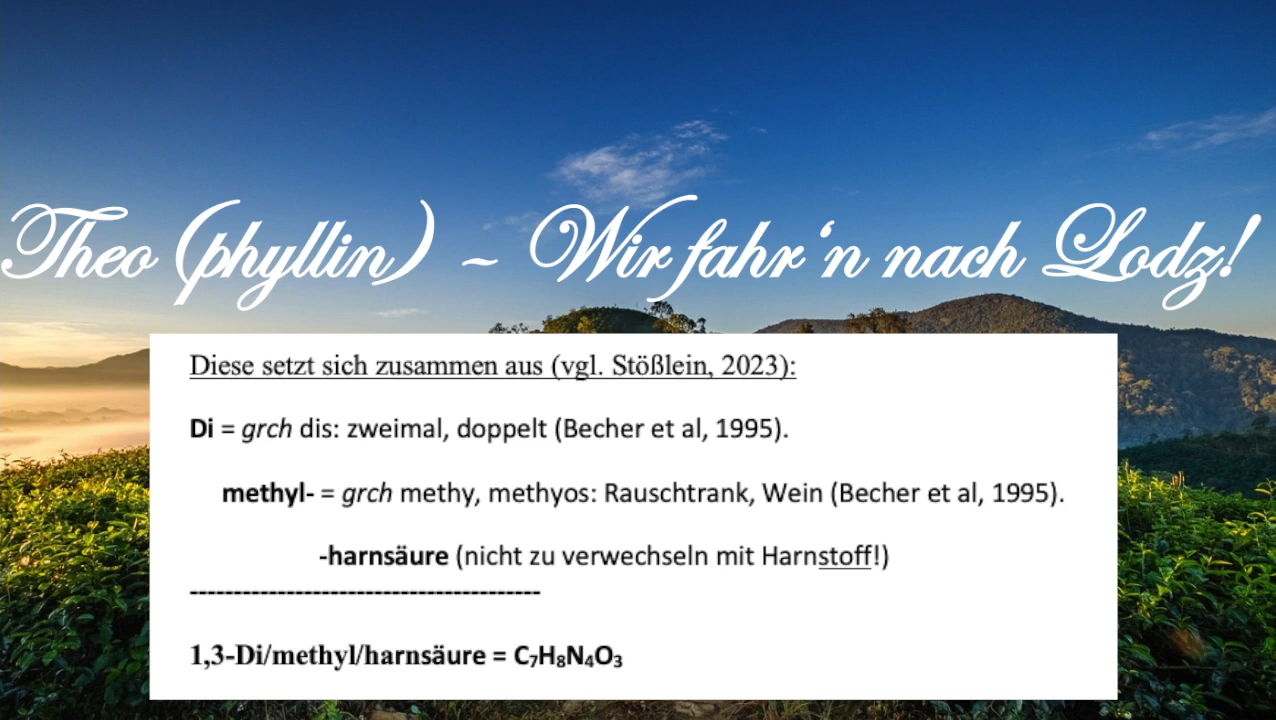 Theo (phyllin) ~ Wir fahr‘n nach Lodz!
Diese setzt sich zusammen aus (vgl. Stößlein, 2023):
Di = grch dis: zweimal, doppelt (Becher et al, 1995).
methyl- = grch methy, methyos: Rauschtrank, Wein (Becher et al, 1995).
-harnsäure (nicht zu verwechseln mit Harnstoff!)
----------------------------------------
1,3-Di/methyl/harnsäure = C₇H₈N₄O₃